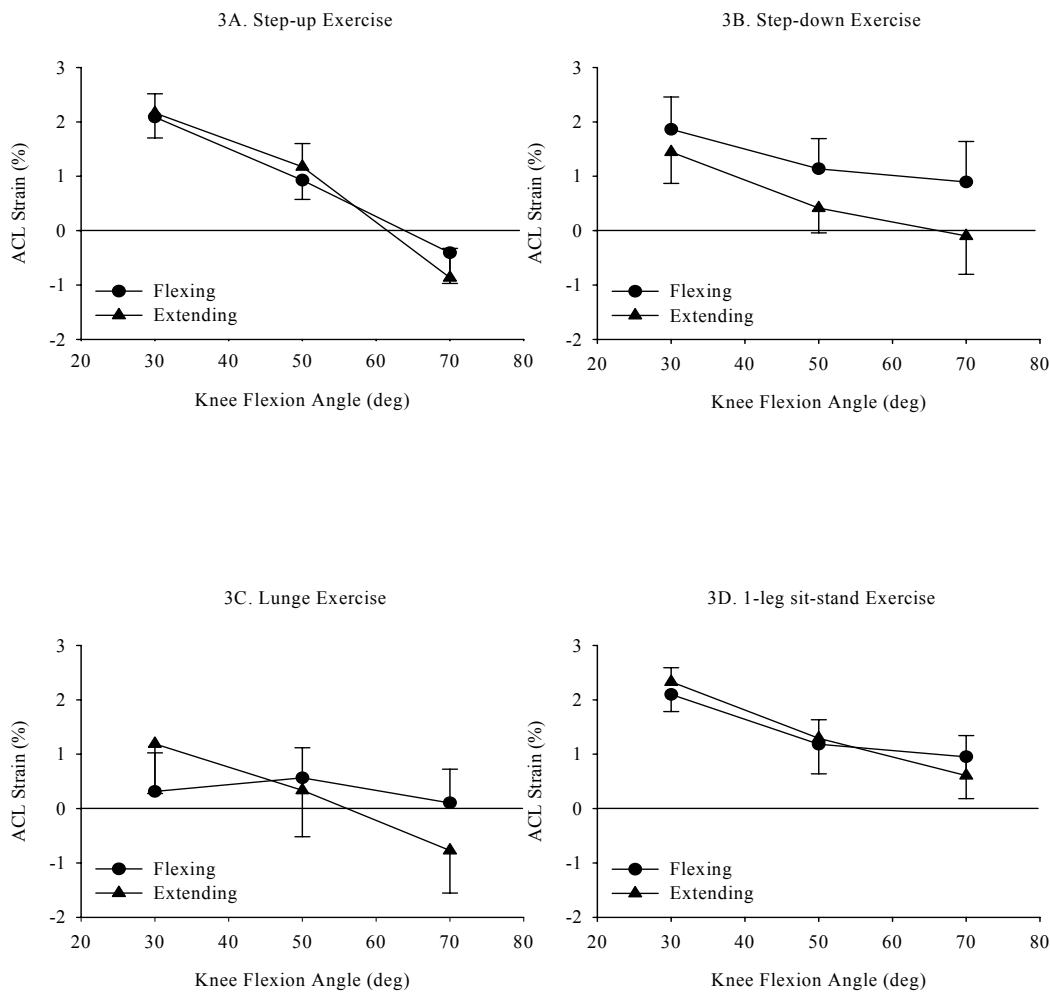 3A. Step-up Exercise
3
2
1
0
-1
-2
ACL Strain (%)
Flexing
Extending
20 30 40 50 60 70 80
Knee Flexion Angle (deg)
3B. Step-down Exercise
3
2
1
0
-1
-2
ACL Strain (%)
Flexing
Extending
20 30 40 50 60 70 80
Knee Flexion Angle (deg)
3C. Lunge Exercise
3
2
1
0
-1
-2
ACL Strain (%)
Flexing
Extending
20 30 40 50 60 70 80
Knee Flexion Angle (deg)
3D. 1-leg sit-stand Exercise
3
2
1
0
-1
-2
ACL Strain (%)
Flexing
Extending
20 30 40 50 60 70 80
Knee Flexion Angle (deg)